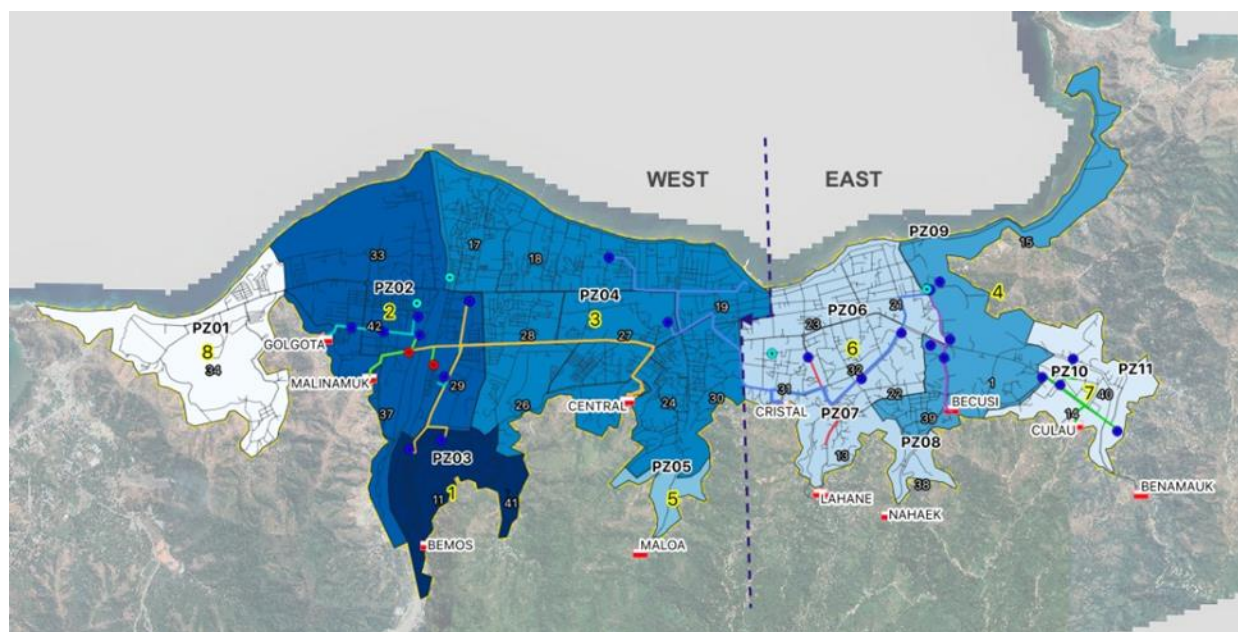 WEST
EAST
PZ09
15
33
17
18
PZ04
19
21
4
PZ01
8
34
PZ02
2
42
GOLGOTA
MALINAMUK
28
3
27
23
PZ06
6
32
PZ10
PZ11
7
40
29
37
26
CENTRAL
24
30
31
CRISTAL
22
1
BECUSI
39
14
CULAU
PZ07
13
PZ03
1
11
41
PZ05
5
PZ08
38
LAHANE
NAHAEK
BENAMAUK
BEMOS
MALOA